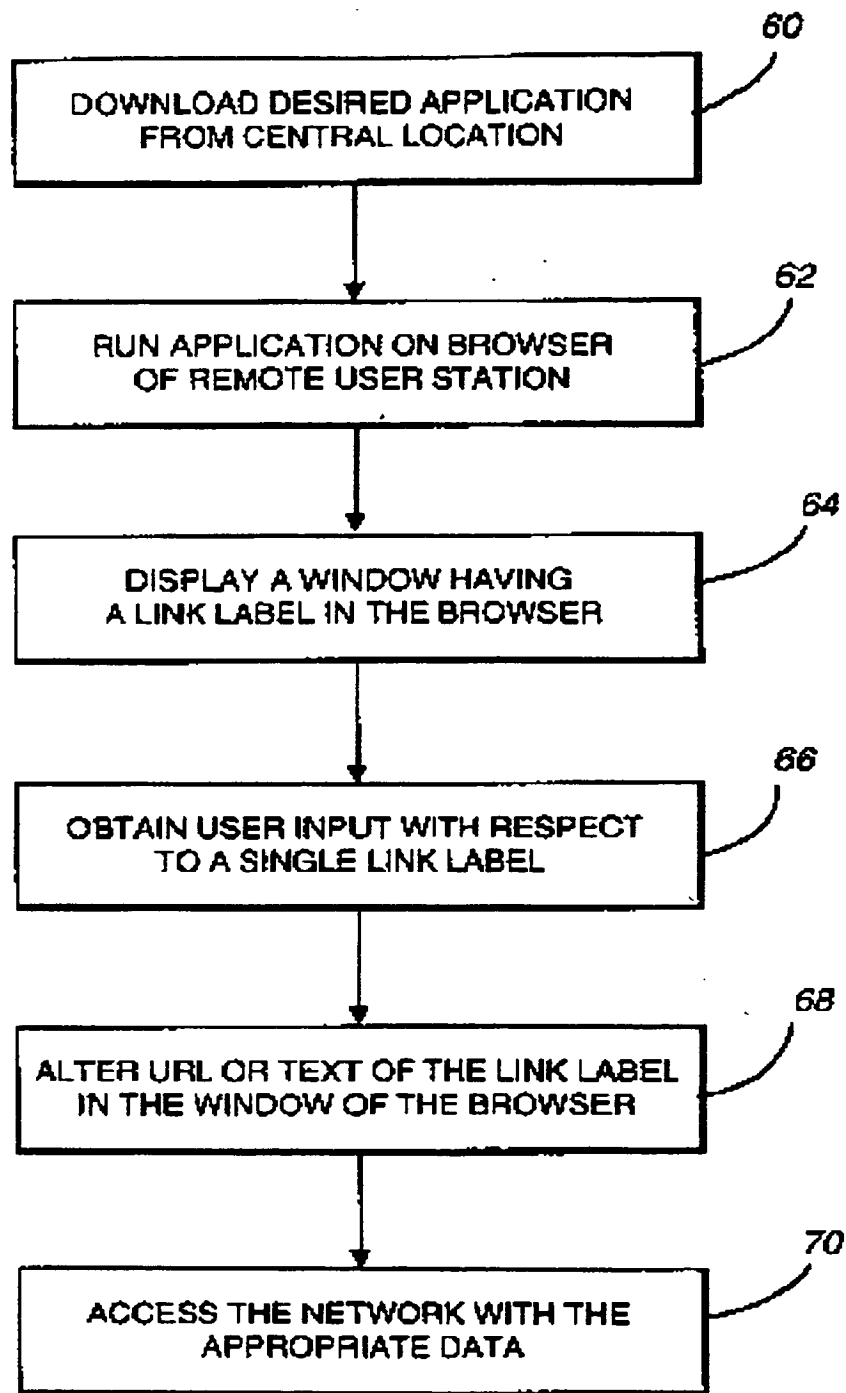 60
DOWNLOAD DESIRED APPLICATION
FROM CENTRAL LOCATION
62
RUN APPLICATION ON BROWSER
OF REMOTE USER STATION
64
DISPLAY A WINDOW HAVING
A LINK LABEL IN THE BROWSER
66
OBTAIN USER INPUT WITH RESPECT
TO A SINGLE LINK LABEL
68
ALTER URL OR TEXT OF THE LINK LABEL
IN THE WINDOW OF THE BROWSER
70
ACCESS THE NETWORK WITH THE
APPROPRIATE DATA